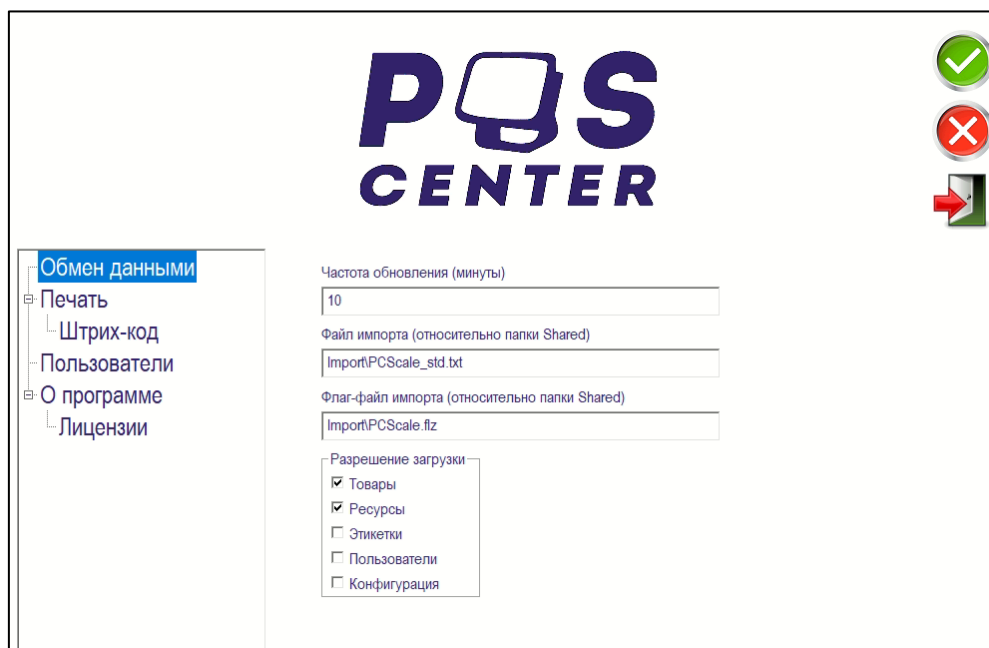 POS
CENTER
Обмен данными
Печать
Штрих-код
Пользователи
О программе
Лицензии
Частота обновления (минуты)
10
Файл импорта (относительно папки Shared)
Import\PCScale_std.txt
Флаг-файл импорта (относительно папки Shared)
Import\PCScale.flz
Разрешение загрузки
Товары
Ресурсы
Этикетки
Пользователи
Конфигурация